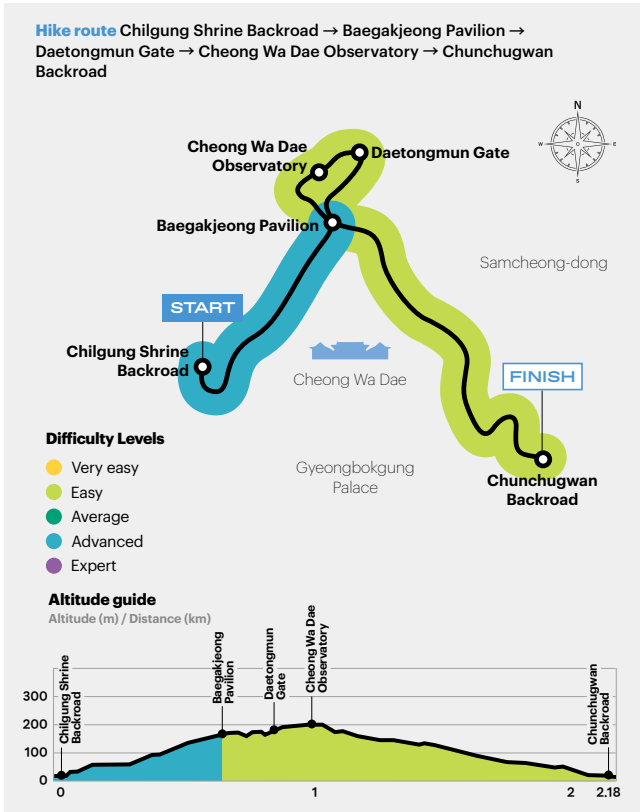 Hike route Chilgung Shrine Backroad → Baegakjeong Pavilion →
Daetongmun Gate → Cheong Wa Dae Observatory → Chunchugwan
Backroad
N
W
E
S
Cheong Wa Dae
Observatory
Daetongmun Gate
Baegakjeong Pavilion
Samcheong-dong
START
Chilgung Shrine
Backroad
Cheong Wa Dae
FINISH
Difficulty Levels
Very easy
Easy
Average
Advanced
Expert
Gyeongbokgung
Palace
Chunchugwan
Backroad
Altitude guide
Altitude (m) / Distance (km)
Chilgung Shrine
Backroad
Baegakjeong
Pavilion
Daetongmun
Gate
Cheong Wa Dae
Observatory
Chunchugwan
Backroad
300
200
100
0
0 1 2 2.18